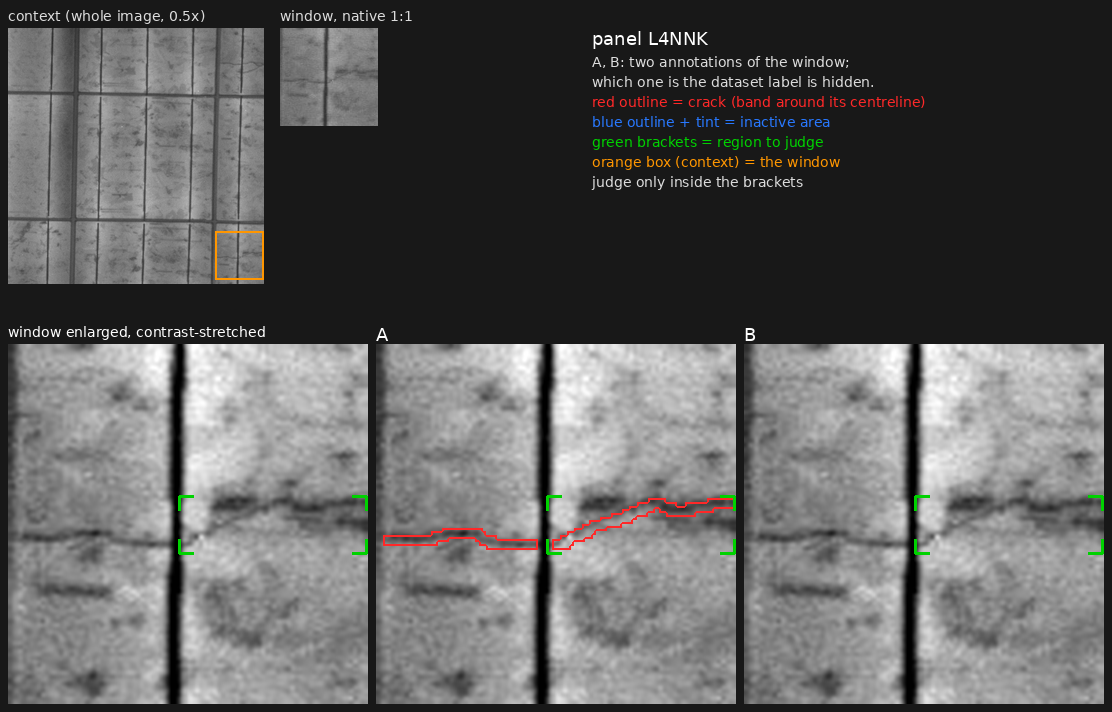 context (whole image, 0.5x)
window, native 1:1
panel L4NNK
A, B: two annotations of the window;
which one is the dataset label is hidden.
red outline = crack (band around its centreline)
blue outline + tint = inactive area
green brackets = region to judge
orange box (context) = the window
judge only inside the brackets
window enlarged, contrast-stretched
A
B